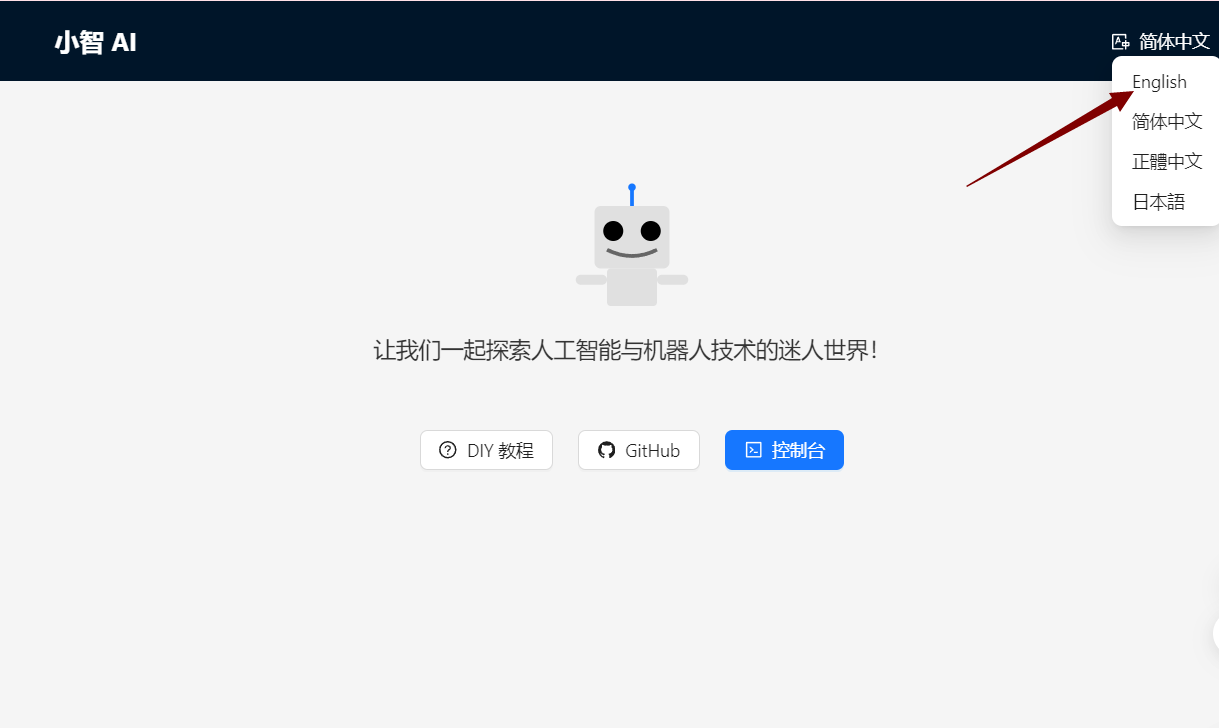 小智 AI
简体中文
English
简体中文
正體中文
日本語
让我们一起探索人工智能与机器人技术的迷人世界！
DIY 教程
GitHub
控制台